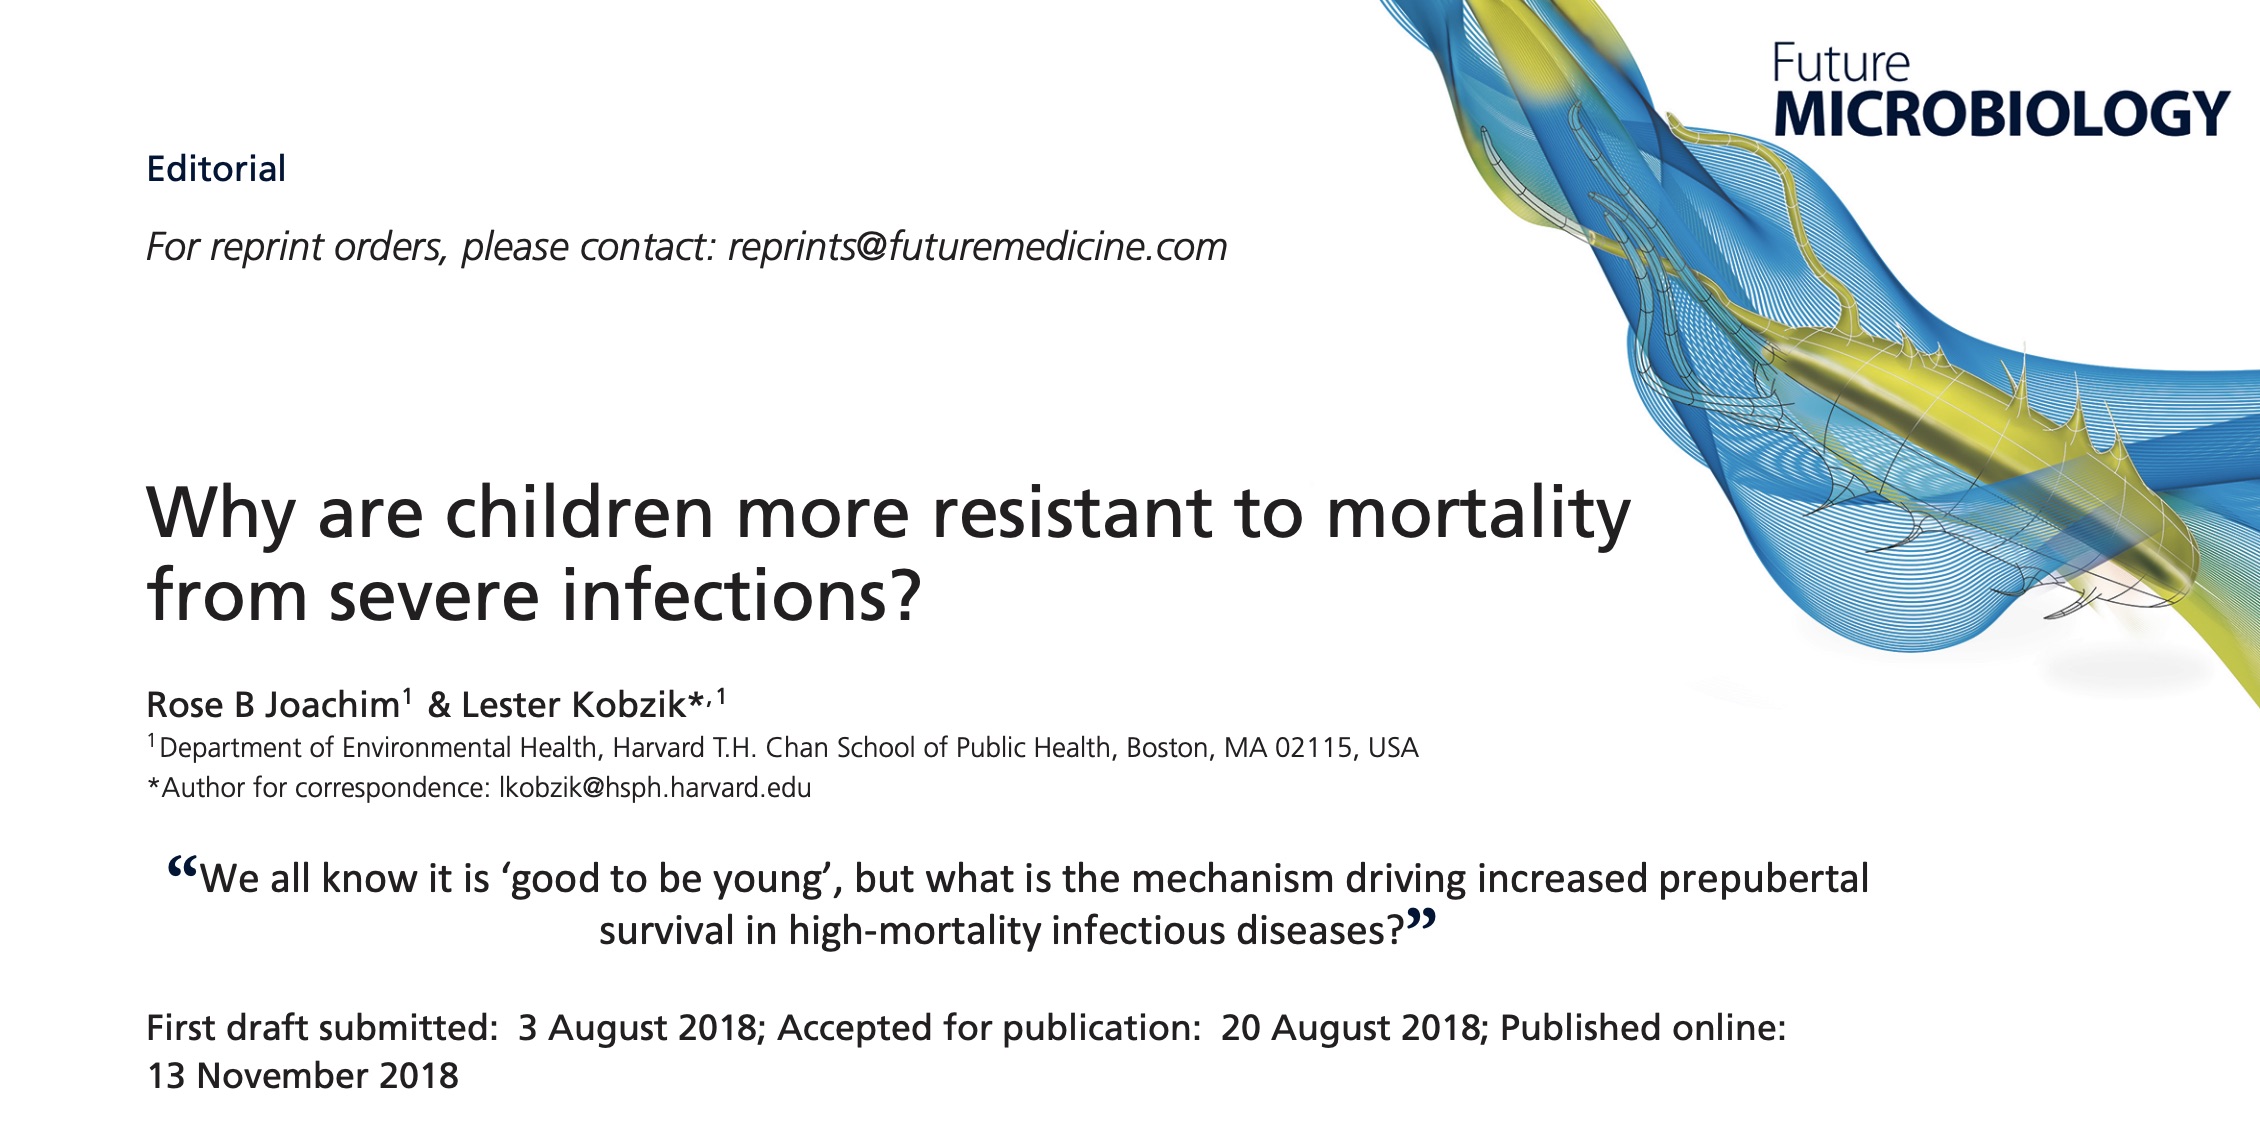 Future
MICROBIOLOGY
Editorial
For reprint orders, please contact: reprints@futuremedicine.com
Why are children more resistant to mortality
from severe infections?
Rose B Joachim¹ & Lester Kobzik*,¹
¹Department of Environmental Health, Harvard T.H. Chan School of Public Health, Boston, MA 02115, USA
*Author for correspondence: lkobzik@hsph.harvard.edu
“We all know it is ‘good to be young’, but what is the mechanism driving increased prepubertal
survival in high-mortality infectious diseases?”
First draft submitted: 3 August 2018; Accepted for publication: 20 August 2018; Published online:
13 November 2018